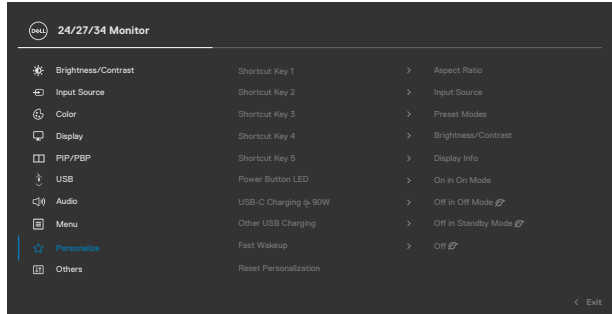 DELL 24/27/34 Monitor
Brightness/Contrast Shortcut Key 1 > Aspect Ratio
Input Source Shortcut Key 2 > Input Source
Color Shortcut Key 3 > Preset Modes
Display Shortcut Key 4 > Brightness/Contrast
PIP/PBP Shortcut Key 5 > Display Info
USB Power Button LED > On in On Mode
Audio USB-C Charging 90W > Off in Off Mode
Menu Other USB Charging > Off in Standby Mode
Personalize Fast Wakeup > Off
Others Reset Personalization
< Exit